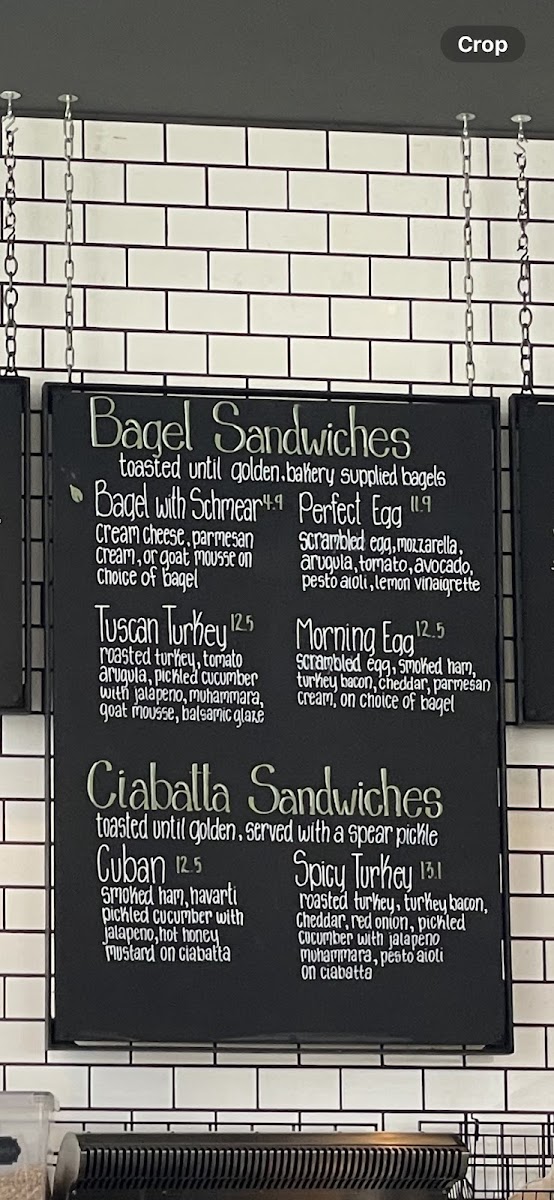 Crop
Bagel Sandwiches
toasted until golden. bakery supplied bagels
Bagel with Schmear 4.9
cream cheese, parmesan
cream, or goat mousse on
choice of bagel
Perfect Egg 11.9
scrambled egg, mozzarella,
arugula, tomato, avocado,
pesto aioli, lemon vinaigrette
Tuscan Turkey 12.5
roasted turkey, tomato
arugula, pickled cucumber
with jalapeno, muhammara,
goat mousse, balsamic glaze
Morning Egg 12.5
scrambled egg, smoked ham,
turkey bacon, cheddar, parmesan
cream, on choice of bagel
Ciabatta Sandwiches
toasted until golden, served with a spear pickle
Cuban 12.5
smoked ham, havarti
pickled cucumber with
jalapeno, hot honey
mustard on ciabatta
Spicy Turkey 13.1
roasted turkey, turkey bacon,
cheddar, red onion, pickled
cucumber with jalapeno
muhammara, pesto aioli
on ciabatta